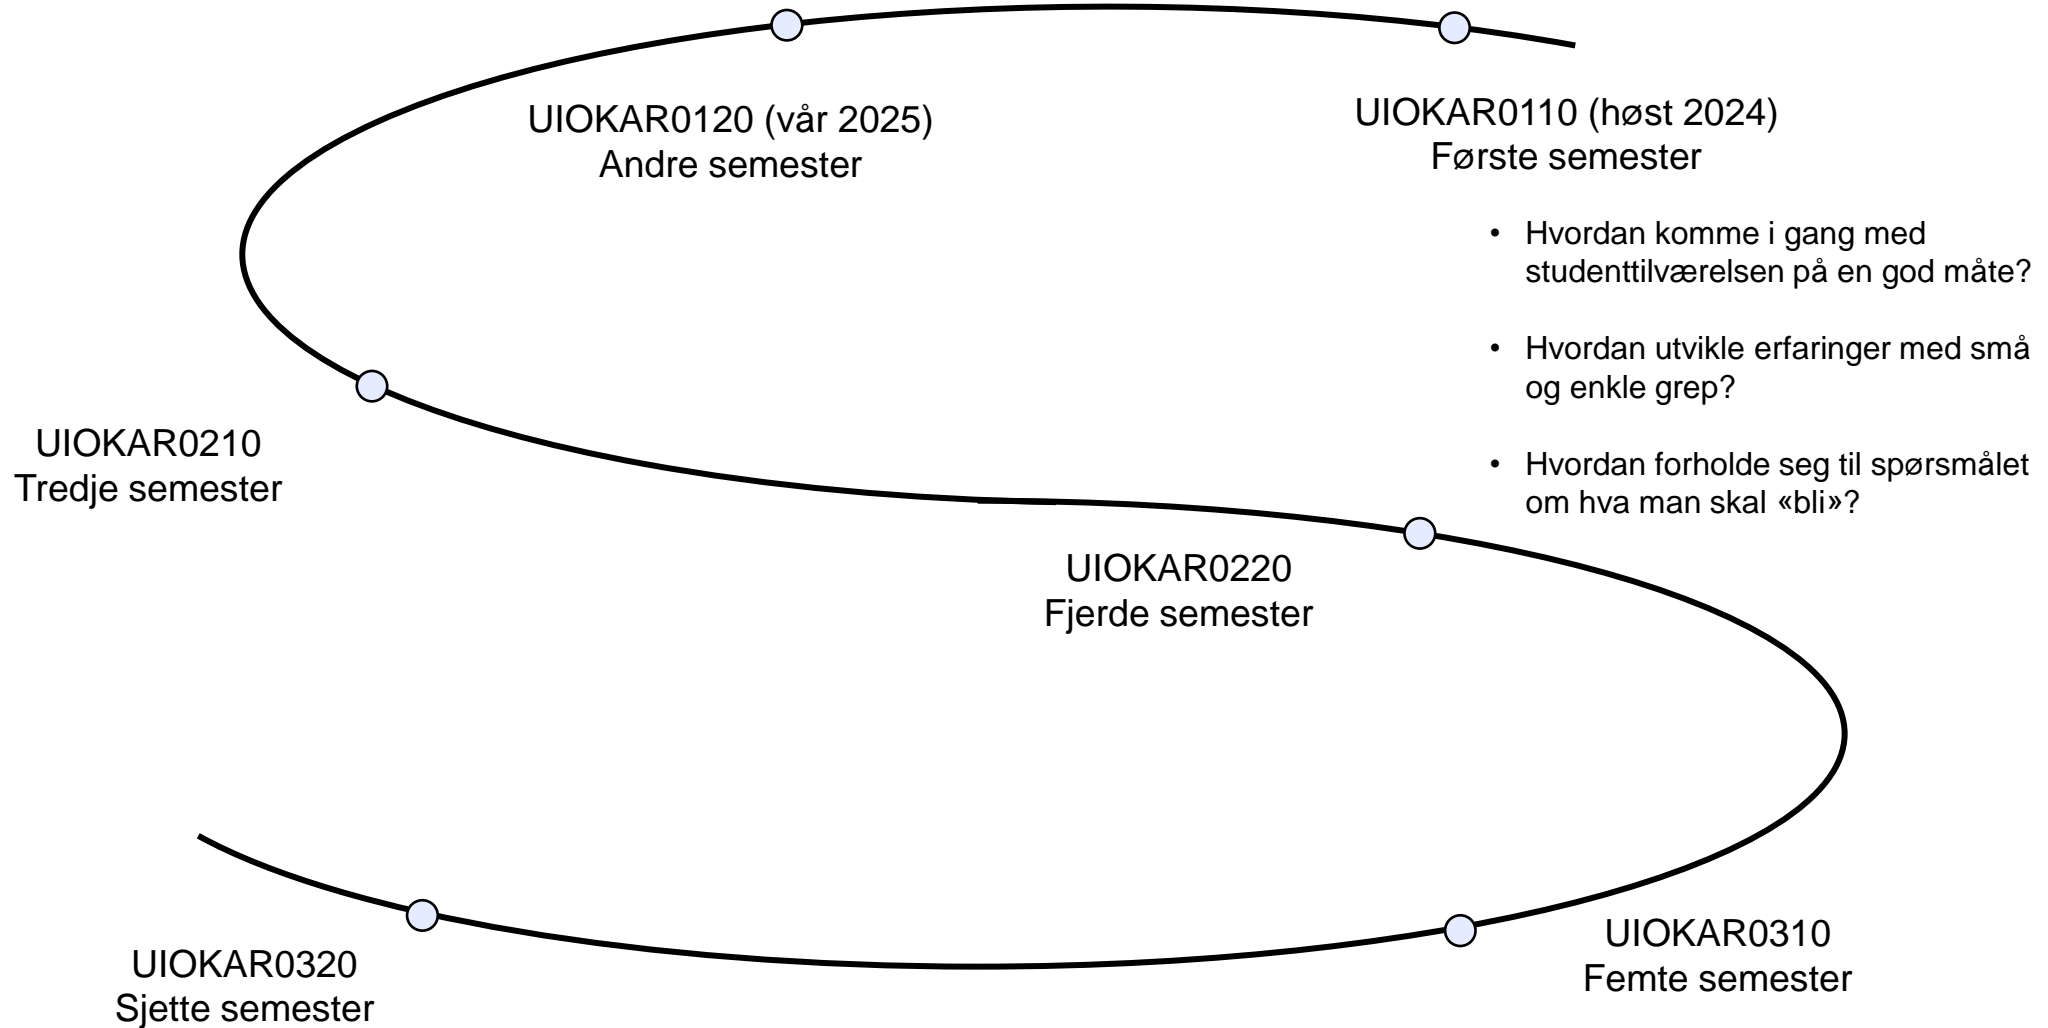 UIOKAR0110 (høst 2024)
Første semester
• Hvordan komme i gang med
studenttilværelsen på en god måte?
• Hvordan utvikle erfaringer med små
og enkle grep?
• Hvordan forholde seg til spørsmålet
om hva man skal «bli»?
UIOKAR0120 (vår 2025)
Andre semester
UIOKAR0210
Tredje semester
UIOKAR0220
Fjerde semester
UIOKAR0310
Femte semester
UIOKAR0320
Sjette semester